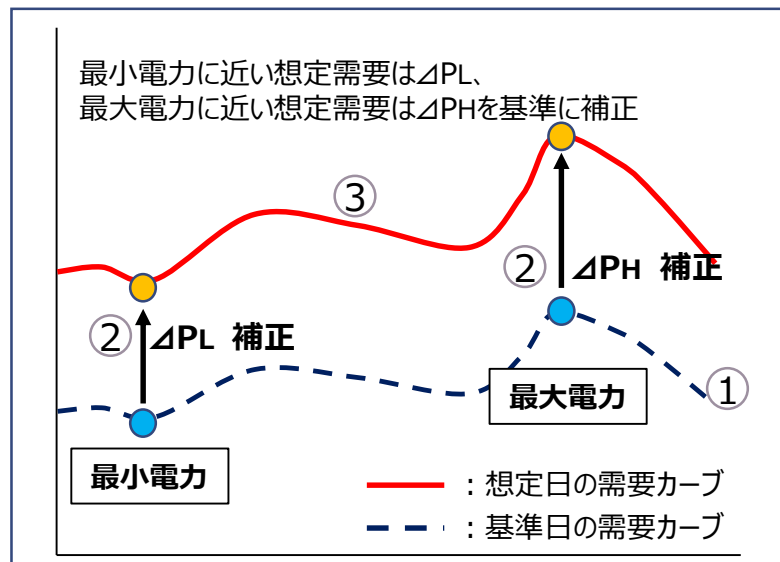 最小電力に近い想定需要は⊿PL、
最大電力に近い想定需要は⊿PHを基準に補正
③
②
⊿PH 補正
②
⊿PL 補正
①
最大電力
最小電力
：想定日の需要カーブ
：基準日の需要カーブ